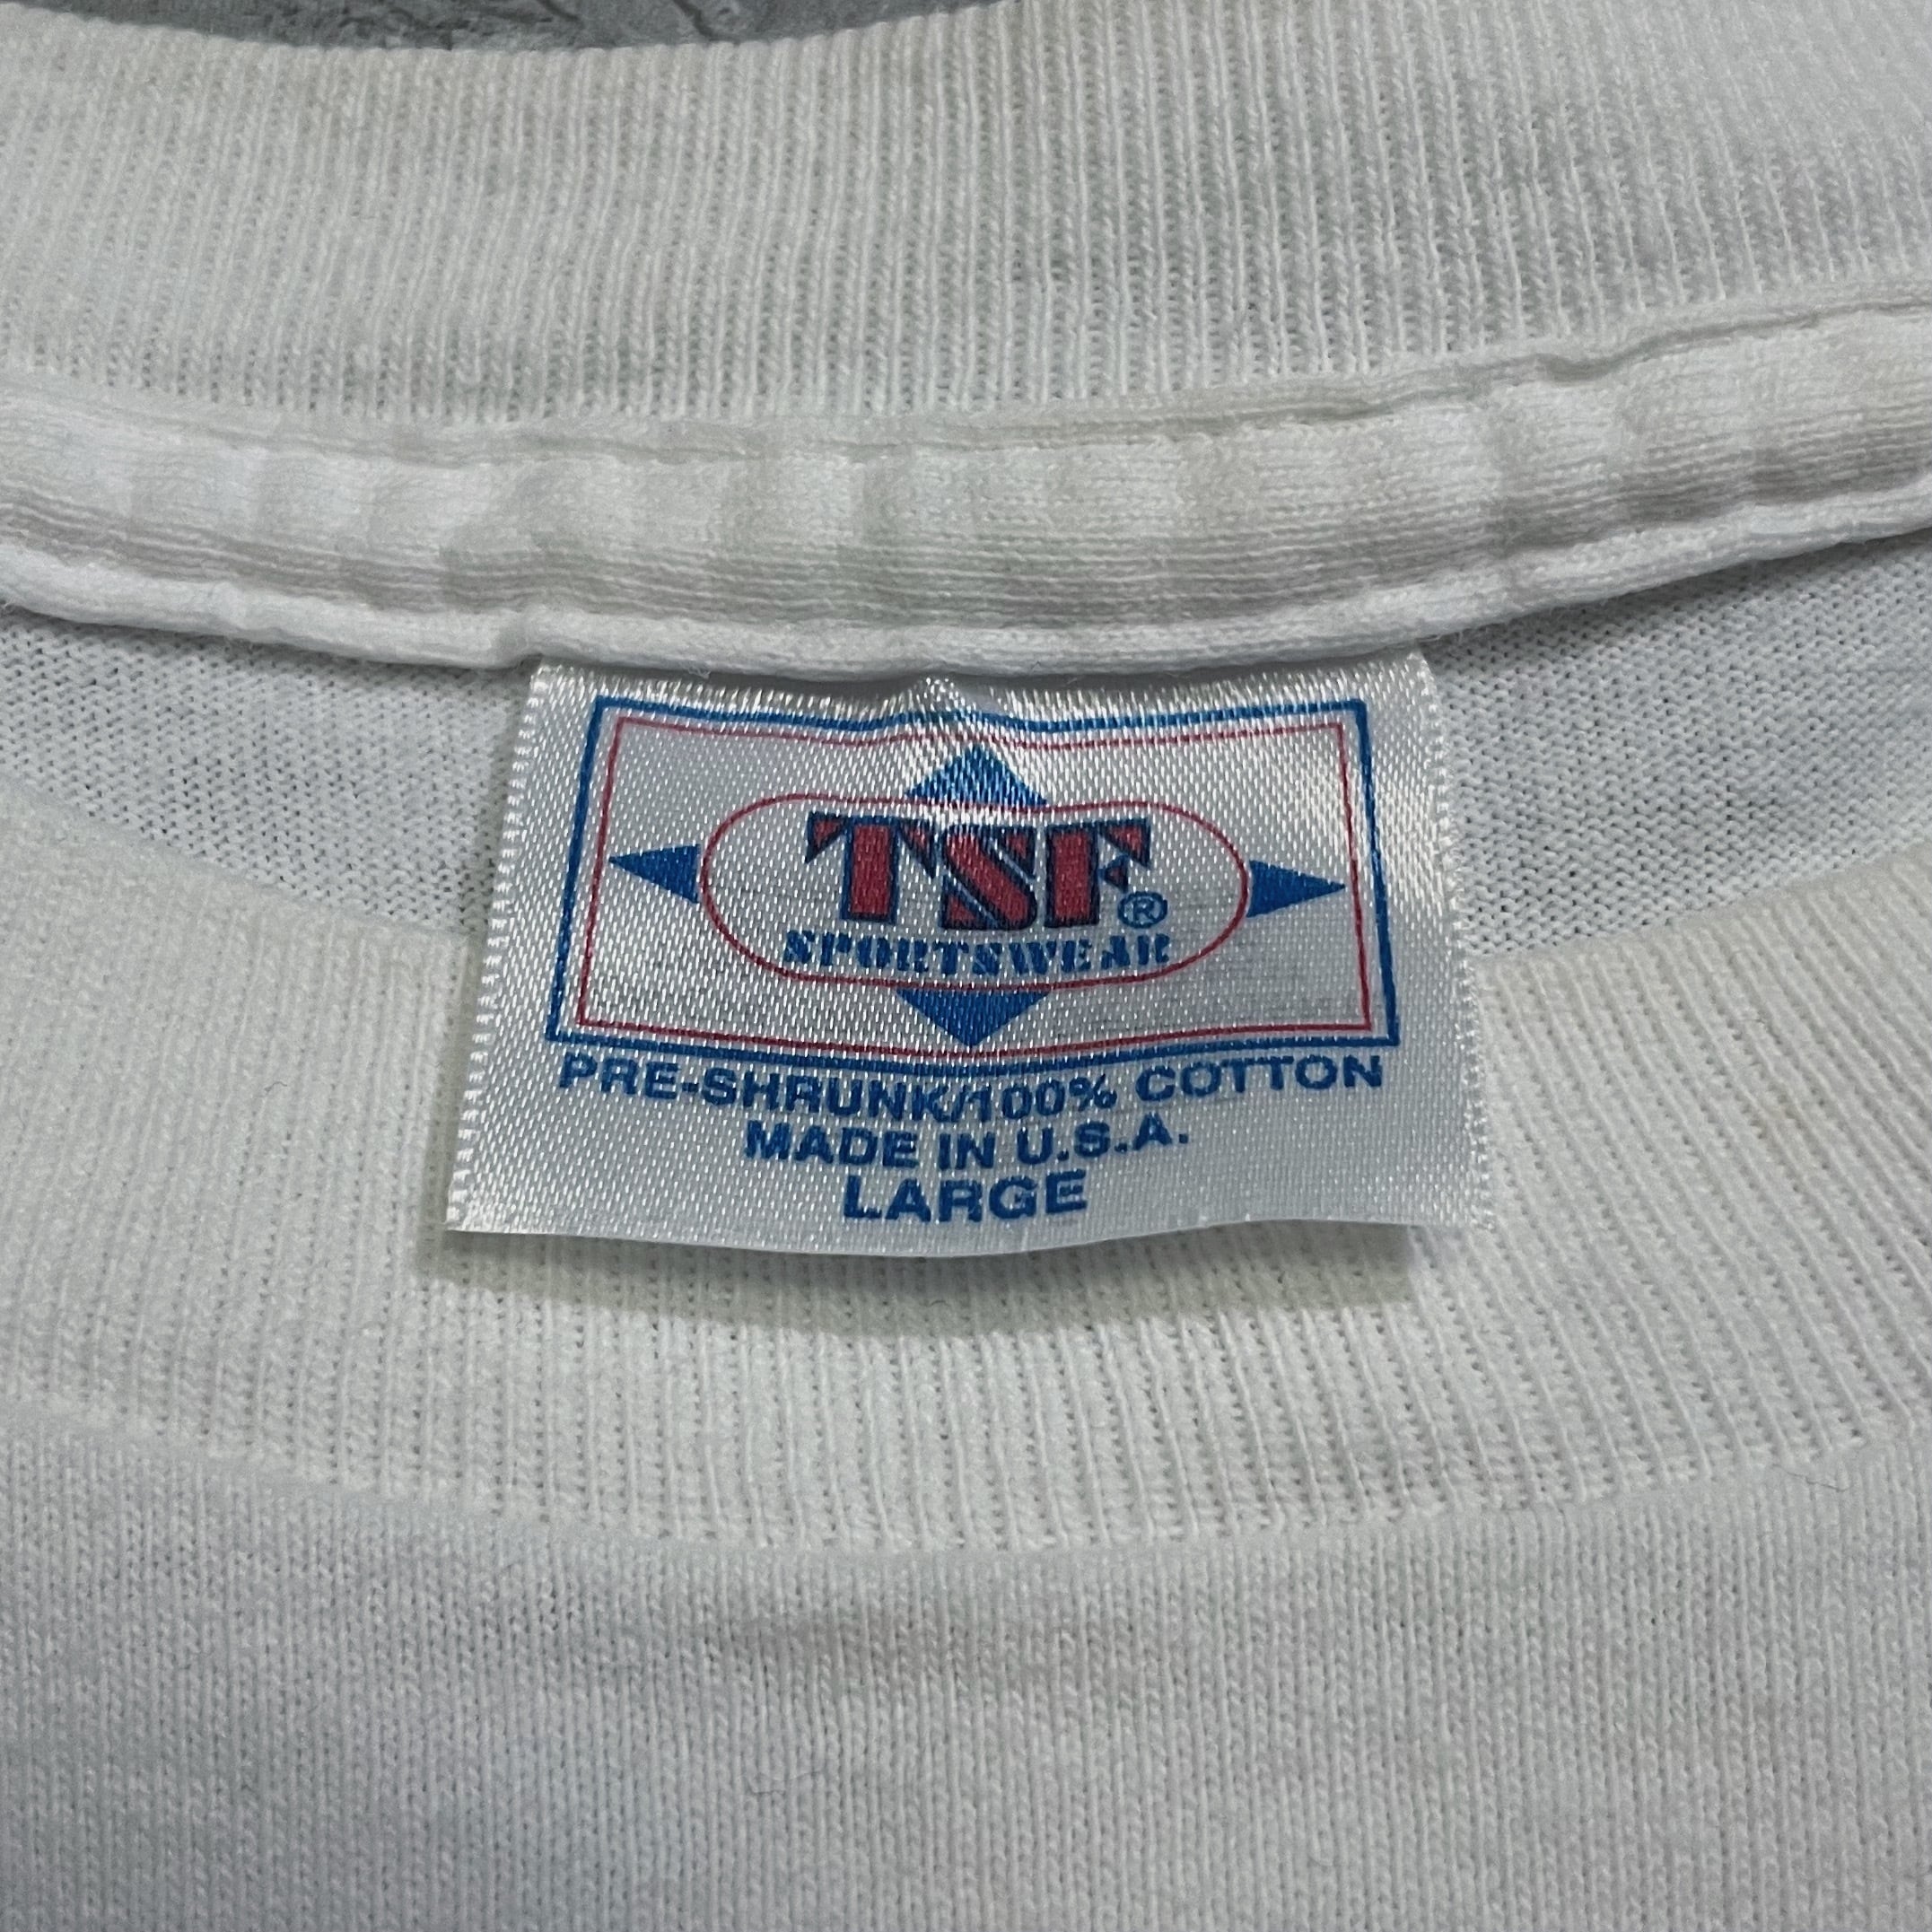 TSF®
SPORTSWEAR
PRE-SHRUNK/100% COTTON
MADE IN U.S.A.
LARGE